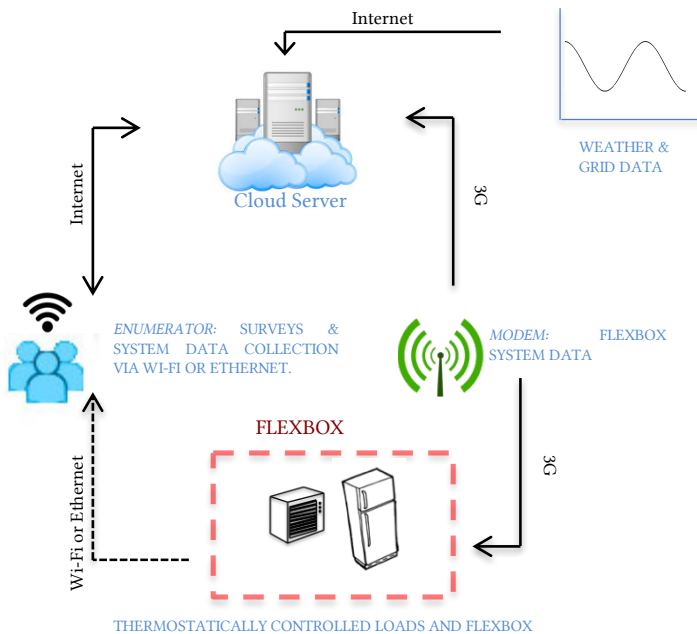 Internet
WEATHER &
GRID DATA
Cloud Server
Internet
3G
ENUMERATOR: SURVEYS &
SYSTEM DATA COLLECTION
VIA WI-FI OR ETHERNET.
MODEM: FLEXBOX
SYSTEM DATA
FLEXBOX
3G
Wi-Fi or Ethernet
THERMOSTATICALLY CONTROLLED LOADS AND FLEXBOX